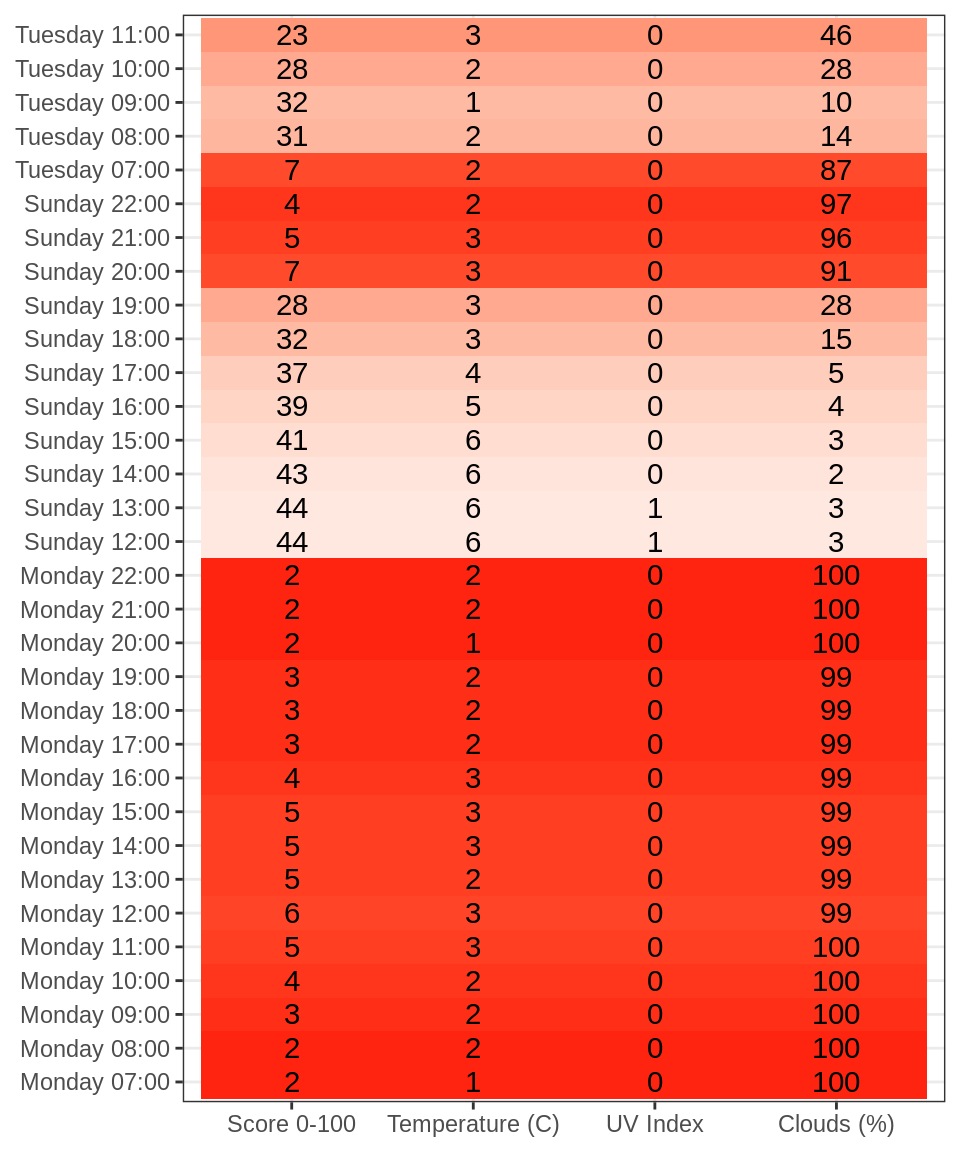 Tuesday 11:00 23 3 0 46
Tuesday 10:00 28 2 0 28
Tuesday 09:00 32 1 0 10
Tuesday 08:00 31 2 0 14
Tuesday 07:00 7 2 0 87
Sunday 22:00 4 2 0 97
Sunday 21:00 5 3 0 96
Sunday 20:00 7 3 0 91
Sunday 19:00 28 3 0 28
Sunday 18:00 32 3 0 15
Sunday 17:00 37 4 0 5
Sunday 16:00 39 5 0 4
Sunday 15:00 41 6 0 3
Sunday 14:00 43 6 0 2
Sunday 13:00 44 6 1 3
Sunday 12:00 44 6 1 3
Monday 22:00 2 2 0 100
Monday 21:00 2 2 0 100
Monday 20:00 2 1 0 100
Monday 19:00 3 2 0 99
Monday 18:00 3 2 0 99
Monday 17:00 3 2 0 99
Monday 16:00 4 3 0 99
Monday 15:00 5 3 0 99
Monday 14:00 5 3 0 99
Monday 13:00 5 2 0 99
Monday 12:00 6 3 0 99
Monday 11:00 5 3 0 100
Monday 10:00 4 2 0 100
Monday 09:00 3 2 0 100
Monday 08:00 2 2 0 100
Monday 07:00 2 1 0 100
Score 0-100 Temperature (C) UV Index Clouds (%)